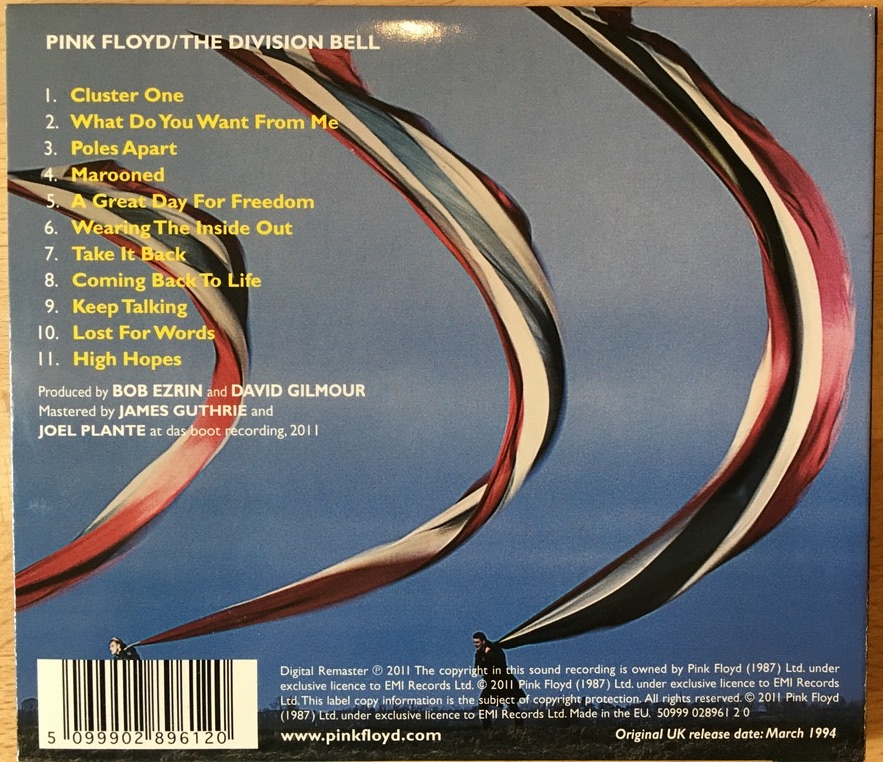 PINK FLOYD/THE DIVISION BELL
1. Cluster One
2. What Do You Want From Me
3. Poles Apart
4. Marooned
5. A Great Day For Freedom
6. Wearing The Inside Out
7. Take It Back
8. Coming Back To Life
9. Keep Talking
10. Lost For Words
11. High Hopes
Produced by BOB EZRIN and DAVID GILMOUR
Mastered by JAMES GUTHRIE and
JOEL PLANTE at das boot recording, 2011
Digital Remaster ℗ 2011 The copyright in this sound recording is owned by Pink Floyd (1987) Ltd. under
exclusive licence to EMI Records Ltd. © 2011 Pink Floyd (1987) Ltd. under exclusive licence to EMI Records
Ltd. This label copy information is the subject of copyright protection. All rights reserved. © 2011 Pink Floyd
(1987) Ltd. under exclusive licence to EMI Records Ltd. Made in the EU. 50999 028961 2 0
www.pinkfloyd.com
Original UK release date: March 1994
5 099902 896120